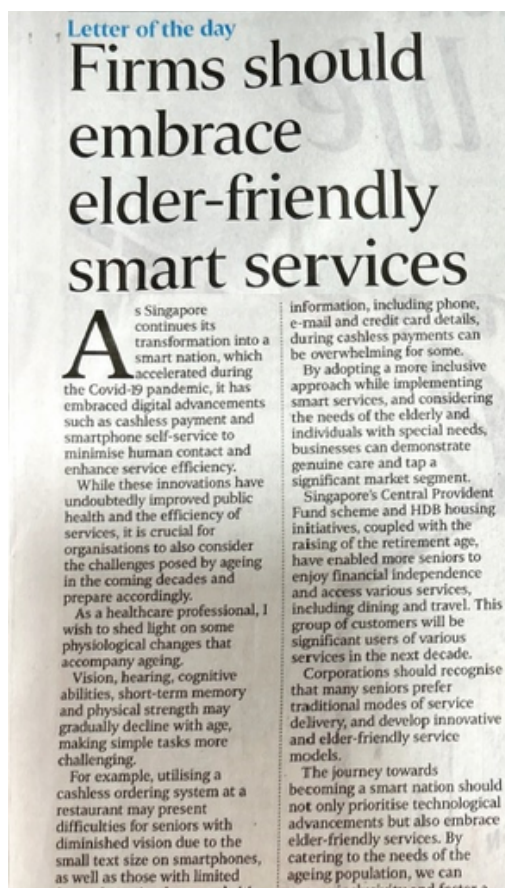 Letter of the day
Firms should
embrace
elder-friendly
smart services
As Singapore
continues its
transformation into a
smart nation, which
accelerated during
the Covid-19 pandemic, it has
embraced digital advancements
such as cashless payment and
smartphone self-service to
minimise human contact and
enhance service efficiency.
While these innovations have
undoubtedly improved public
health and the efficiency of
services, it is crucial for
organisations to also consider
the challenges posed by ageing
in the coming decades and
prepare accordingly.
As a healthcare professional, I
wish to shed light on some
physiological changes that
accompany ageing.
Vision, hearing, cognitive
abilities, short-term memory
and physical strength may
gradually decline with age,
making simple tasks more
challenging.
For example, utilising a
cashless ordering system at a
restaurant may present
difficulties for seniors with
diminished vision due to the
small text size on smartphones,
as well as those with limited
information, including phone,
e-mail and credit card details,
during cashless payments can
be overwhelming for some.
By adopting a more inclusive
approach while implementing
smart services, and considering
the needs of the elderly and
individuals with special needs,
businesses can demonstrate
genuine care and tap a
significant market segment.
Singapore's Central Provident
Fund scheme and HDB housing
initiatives, coupled with the
raising of the retirement age,
have enabled more seniors to
enjoy financial independence
and access various services,
including dining and travel. This
group of customers will be
significant users of various
services in the next decade.
Corporations should recognise
that many seniors prefer
traditional modes of service
delivery, and develop innovative
and elder-friendly service
models.
The journey towards
becoming a smart nation should
not only prioritise technological
advancements but also embrace
elder-friendly services. By
catering to the needs of the
ageing population, we can